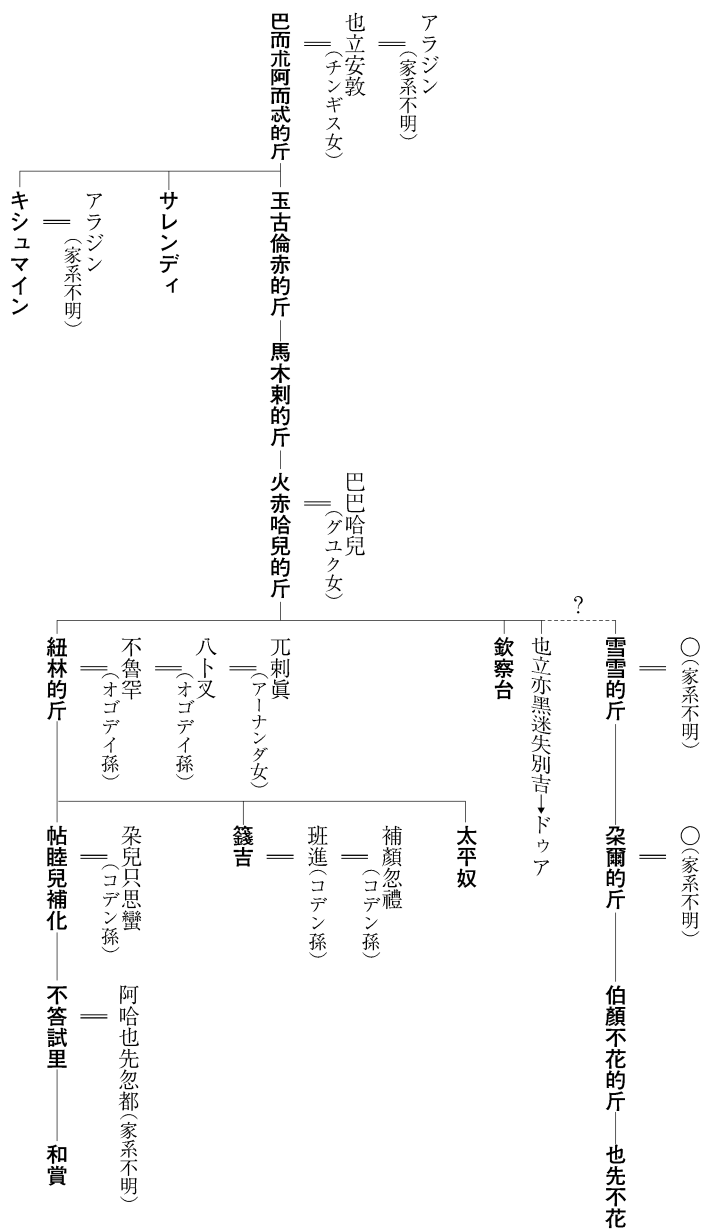 アラジン
(家系不明)
也立安敦
(チンギス女)
巴而朮阿而忒的斤
玉古倫赤的斤
サレンディ
アラジン
(家系不明)
キシュマイン
馬木剌的斤
巴巴哈兒
(グユク女)
火赤哈兒的斤
?
○(家系不明)
雪雪的斤
也立亦黑迷失別吉→ドゥア
欽察台
兀剌眞
(アーナンダ女)
八卜叉
(オゴデイ孫)
不魯罕
(オゴデイ孫)
紐林的斤
○(家系不明)
朶爾的斤
太平奴
補顏忽禮
(コデン孫)
班進(コデン孫)
籛吉
朶兒只思蠻
(コデン孫)
帖睦兒補化
伯顏不花的斤
阿哈也先忽都(家系不明)
不答試里
也先不花
和賞